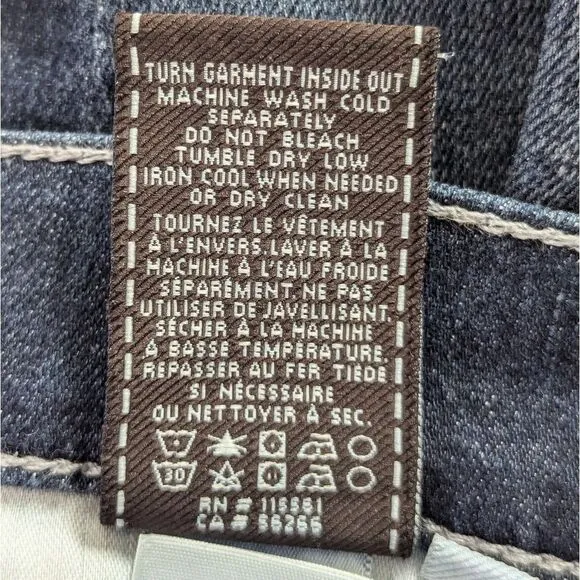 TURN GARMENT INSIDE OUT
MACHINE WASH COLD
SEPARATELY
DO NOT BLEACH
TUMBLE DRY LOW
IRON COOL WHEN NEEDED
OR DRY CLEAN
TOURNEZ LE VÊTEMENT
À L'ENVERS.LAVER À LA
MACHINE À L'EAU FROIDE
SÉPARÉMENT. NE PAS
UTILISER DE JAVELLISANT.
SÉCHER À LA MACHINE
À BASSE TEMPÉRATURE.
REPASSER AU FER TIÈDE
SI NÉCESSAIRE
OU NETTOYER À SEC.
30
RN #
CA #